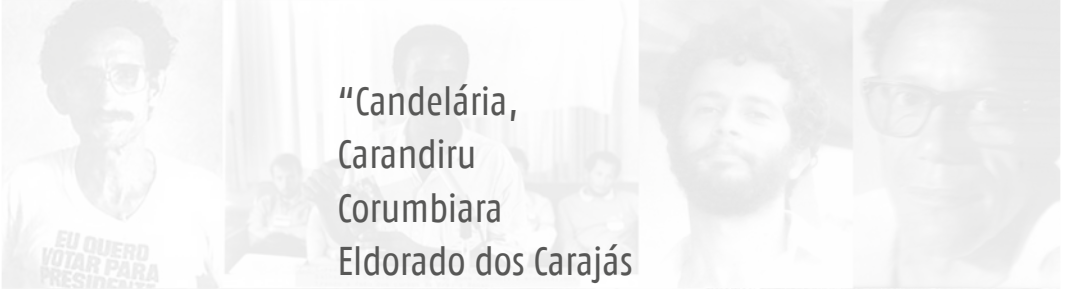 “Candelária,
Carandiru
Corumbiara
Eldorado dos Carajás
EU QUERO
VOTAR PARA
PRESIDENTE